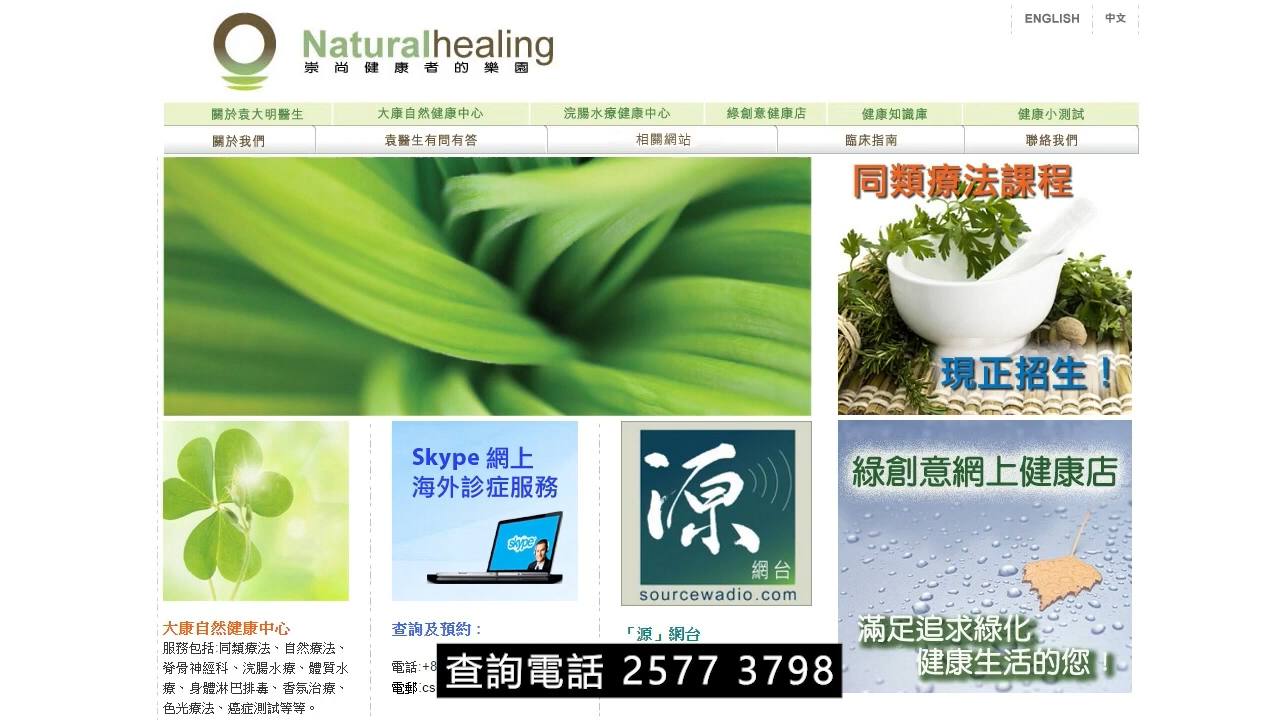 ENGLISH 中文
Naturalhealing
崇尚健康者的樂園
關於袁大明醫生 大康自然健康中心 浣腸水療健康中心 綠創意健康店 健康知識庫 健康小測試
關於我們 袁醫生有問有答 相關網站 臨床指南 聯絡我們
同類療法課程
現正招生！
Skype 網上
海外診症服務
skype
源
網台
sourcewadio.com
綠創意網上健康店
滿足追求綠化
健康生活的您！
大康自然健康中心
服務包括:同類療法、自然療法、
脊骨神經科、浣腸水療、體質水
療、身體淋巴排毒、香氛治療、
色光療法、癌症測試等等。
查詢及預約：
電話:+8
電郵:cs
「源」網台
查詢電話 2577 3798